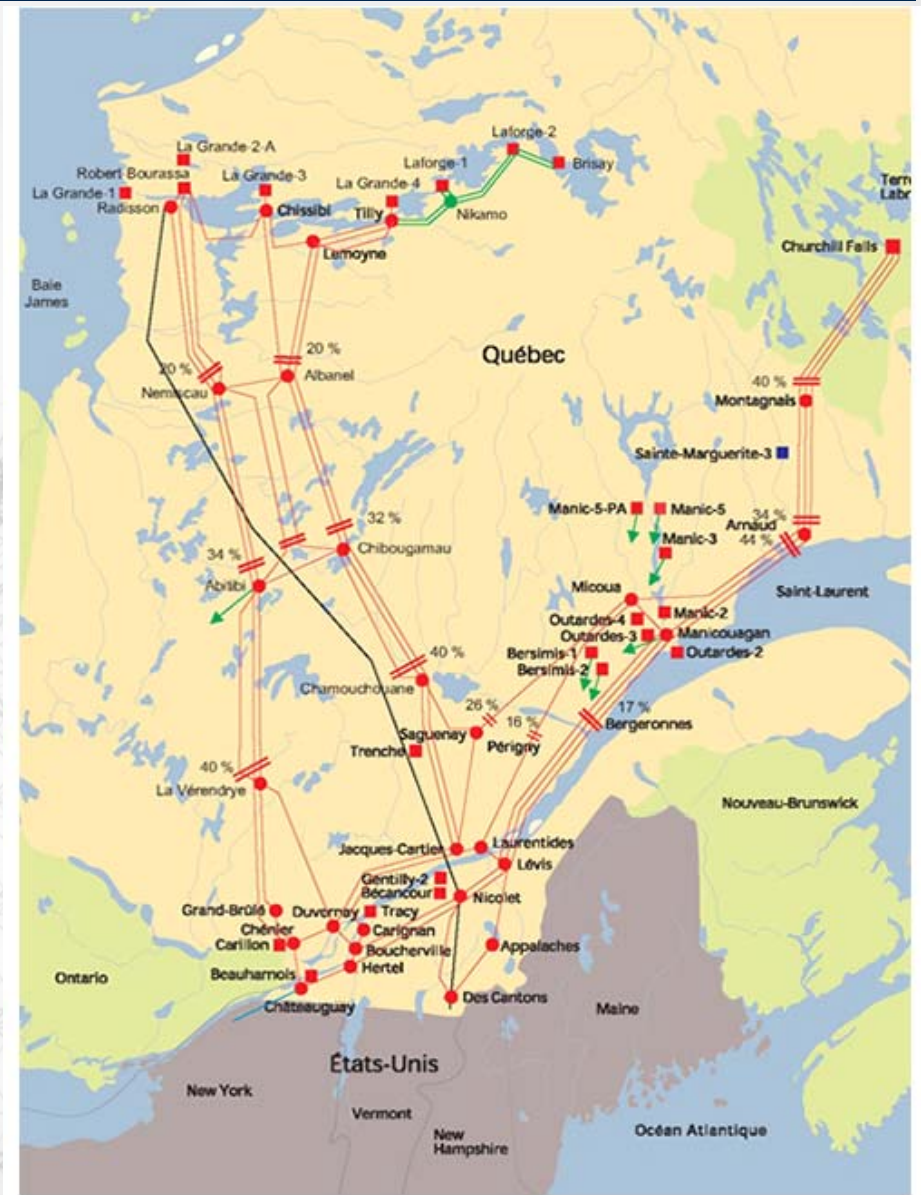 Laforge-2
La Grande-2-A
Laforge-1
Brisay
Robert-Bourassa
La Grande-3
La Grande-4
La Grande-1
Radisson
Chissibi
Tilly
Nikamo
Terre
Labr
Lemoyne
Churchill Falls
Baie
James
Québec
20 %
20 %
Albanel
40 %
Nemiscau
Montagnais
Sainte-Marguerite-3
Manic-5-PA
Manic-5
32 %
34 %
Arnaud
Manic-3
44 %
34 %
Chibougamau
Abitibi
Micoua
Saint-Laurent
Manic-2
Outardes-4
Outardes-3
Manicouagan
Bersimis-1
Outardes-2
40 %
Bersimis-2
Chamouchouane
26 %
17 %
16 %
Bergeronnes
Saguenay
Périgny
Trenche
40 %
La Vérendrye
Nouveau-Brunswick
Jacques-Cartier
Laurentides
Lévis
Gentilly-2
Bécancour
Nicolet
Grand-Brûlé
Duvernay
Tracy
Chénier
Carignan
Carillon
Boucherville
Appalaches
Hertel
Beauharnois
Ontario
Des Cantons
Châteauguay
Maine
États-Unis
New York
Vermont
New
Hampshire
Océan Atlantique